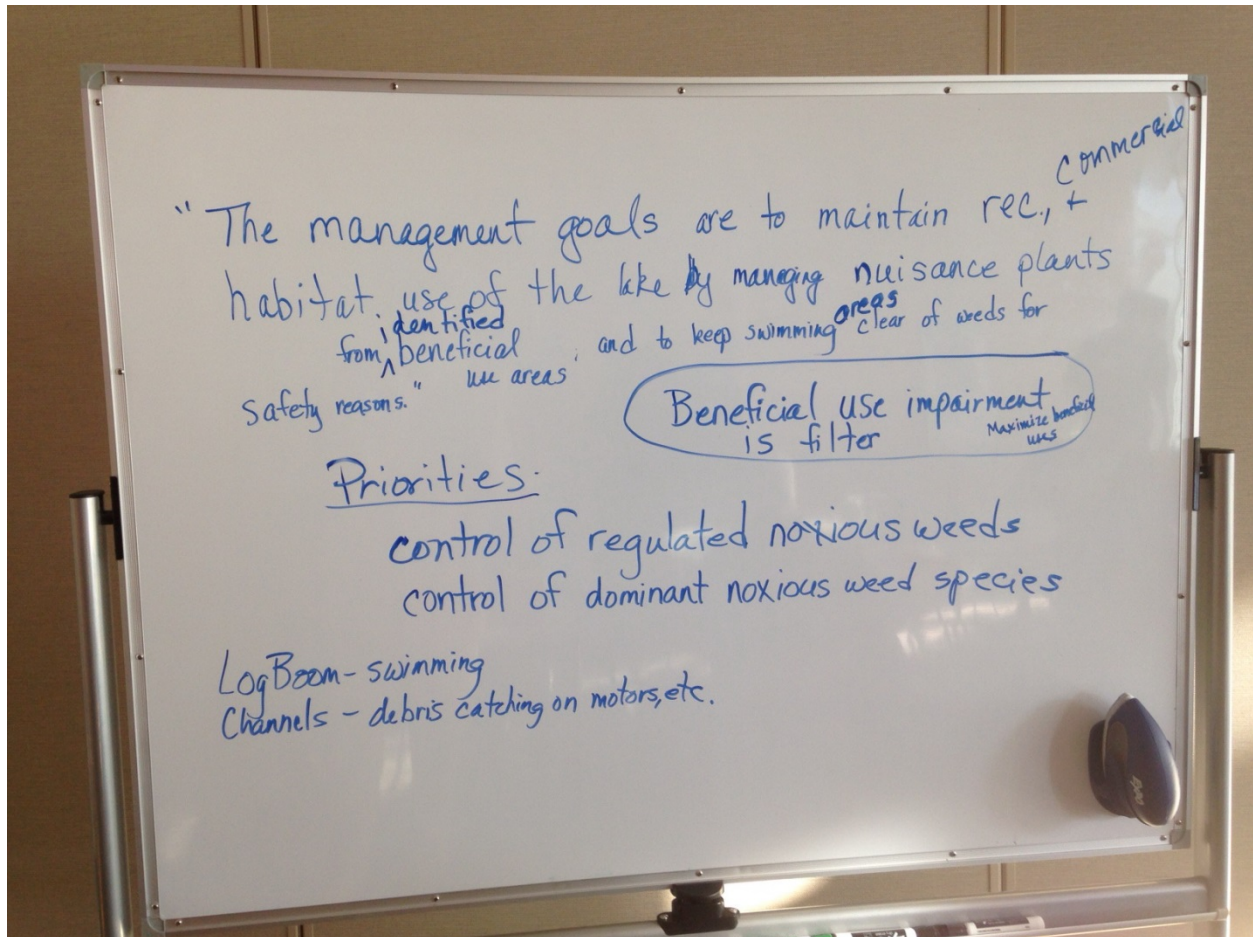 commercial
"The management goals are to maintain rec., +
habitat use of the lake by managing nuisance plants
identified
from ^ beneficial use areas, and to keep swimming areas clear of weeds for
safety reasons."
Beneficial use impairment
is filter
Maximize beneficial
uses
Priorities.
control of regulated noxious weeds
control of dominant noxious weed species
LogBoom - swimming
Channels - debris catching on motors, etc.
expo